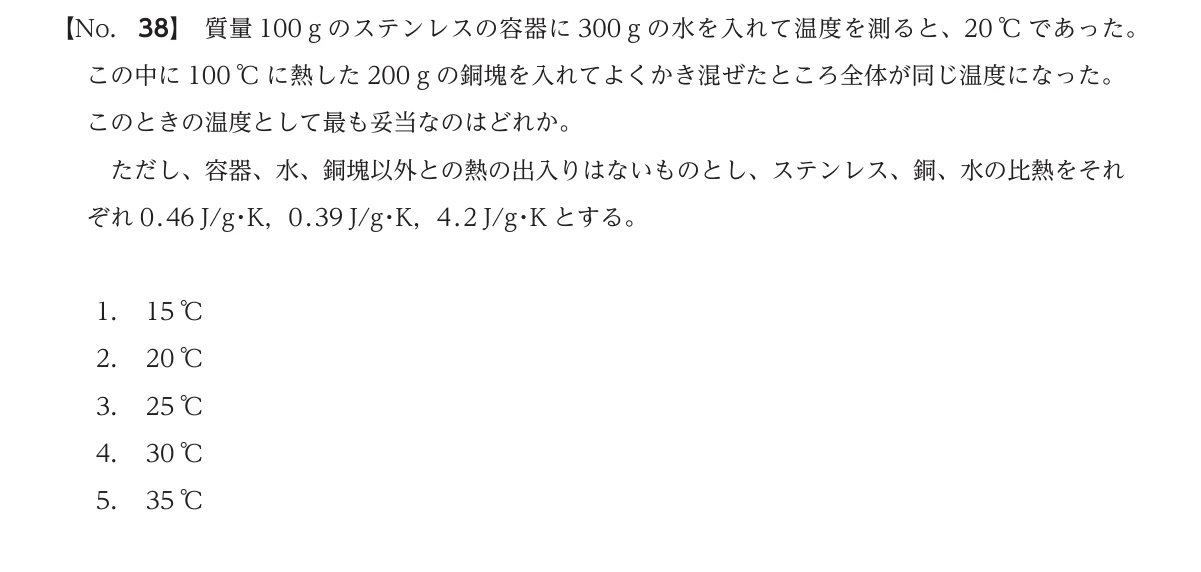 【No. 38】 質量 100 g のステンレスの容器に 300 g の水を入れて温度を測ると、20 ℃ であった。
この中に 100 ℃ に熱した 200 g の銅塊を入れてよくかき混ぜたところ全体が同じ温度になった。
このときの温度として最も妥当なのはどれか。
ただし、容器、水、銅塊以外との熱の出入りはないものとし、ステンレス、銅、水の比熱をそれ
ぞれ 0.46 J/g・K, 0.39 J/g・K, 4.2 J/g・K とする。
1. 15 ℃
2. 20 ℃
3. 25 ℃
4. 30 ℃
5. 35 ℃